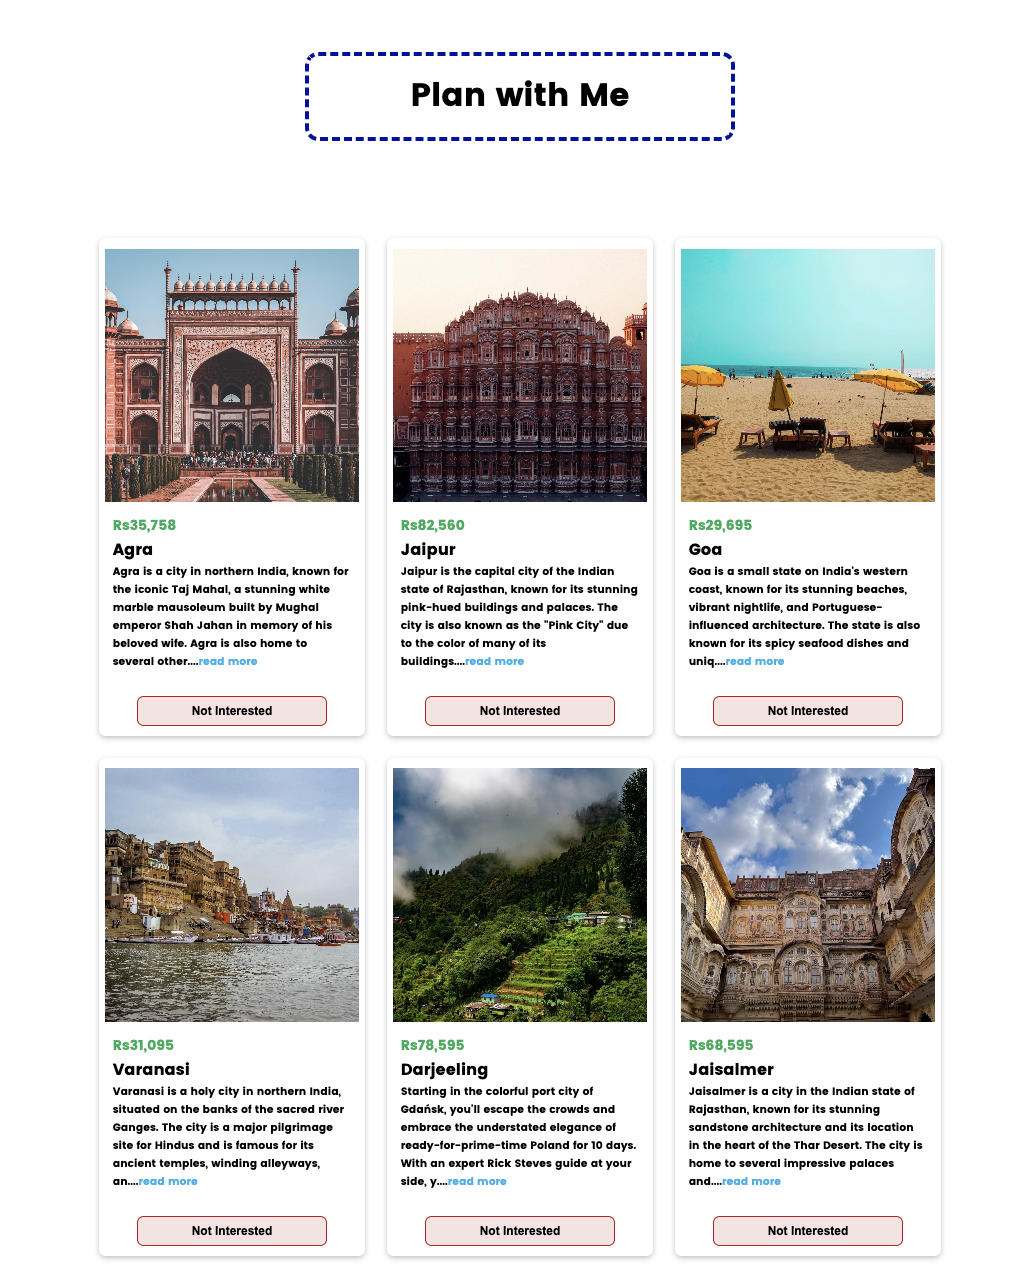 Plan with Me
Rs35,758
Agra
Agra is a city in northern India, known for
the iconic Taj Mahal, a stunning white
marble mausoleum built by Mughal
emperor Shah Jahan in memory of his
beloved wife. Agra is also home to
several other....read more
Not Interested
Rs82,560
Jaipur
Jaipur is the capital city of the Indian
state of Rajasthan, known for its stunning
pink-hued buildings and palaces. The
city is also known as the "Pink City" due
to the color of many of its
buildings....read more
Not Interested
Rs29,695
Goa
Goa is a small state on India's western
coast, known for its stunning beaches,
vibrant nightlife, and Portuguese-
influenced architecture. The state is also
known for its spicy seafood dishes and
uniq....read more
Not Interested
Rs31,095
Varanasi
Varanasi is a holy city in northern India,
situated on the banks of the sacred river
Ganges. The city is a major pilgrimage
site for Hindus and is famous for its
ancient temples, winding alleyways,
an....read more
Not Interested
Rs78,595
Darjeeling
Starting in the colorful port city of
Gdańsk, you'll escape the crowds and
embrace the understated elegance of
ready-for-prime-time Poland for 10 days.
With an expert Rick Steves guide at your
side, y....read more
Not Interested
Rs68,595
Jaisalmer
Jaisalmer is a city in the Indian state of
Rajasthan, known for its stunning
sandstone architecture and its location
in the heart of the Thar Desert. The city is
home to several impressive palaces
and....read more
Not Interested